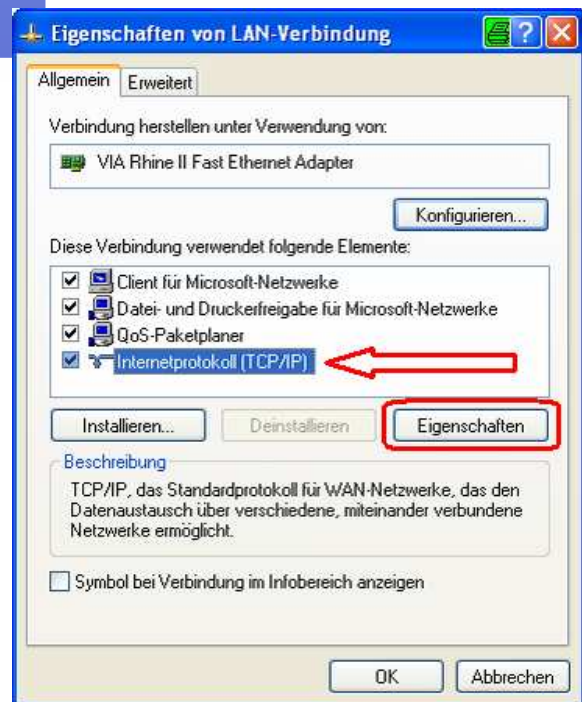 Eigenschaften von LAN-Verbindung
Allgemein
Erweitert
Verbindung herstellen unter Verwendung von:
VIA Rhine II Fast Ethernet Adapter
Konfigurieren...
Diese Verbindung verwendet folgende Elemente:
Client für Microsoft-Netzwerke
Datei- und Druckerfreigabe für Microsoft-Netzwerke
QoS-Paketplaner
Internetprotokoll (TCP/IP)
Installieren...
Deinstallieren
Eigenschaften
Beschreibung
TCP/IP, das Standardprotokoll für WAN-Netzwerke, das den
Datenaustausch über verschiedene, miteinander verbundene
Netzwerke ermöglicht.
Symbol bei Verbindung im Infobereich anzeigen
OK
Abbrechen